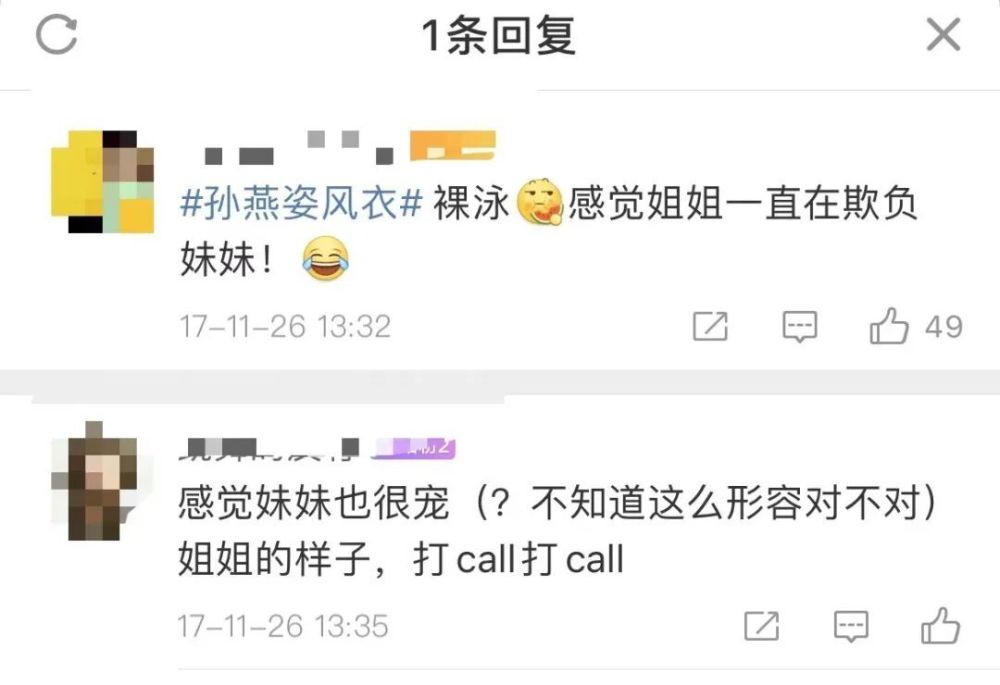 1条回复
#孙燕姿风衣# 裸泳感觉姐姐一直在欺负
妹妹！
17-11-26 13:32
49
感觉妹妹也很宠（？不知道这么形容对不对）
姐姐的样子，打call打call
17-11-26 13:35